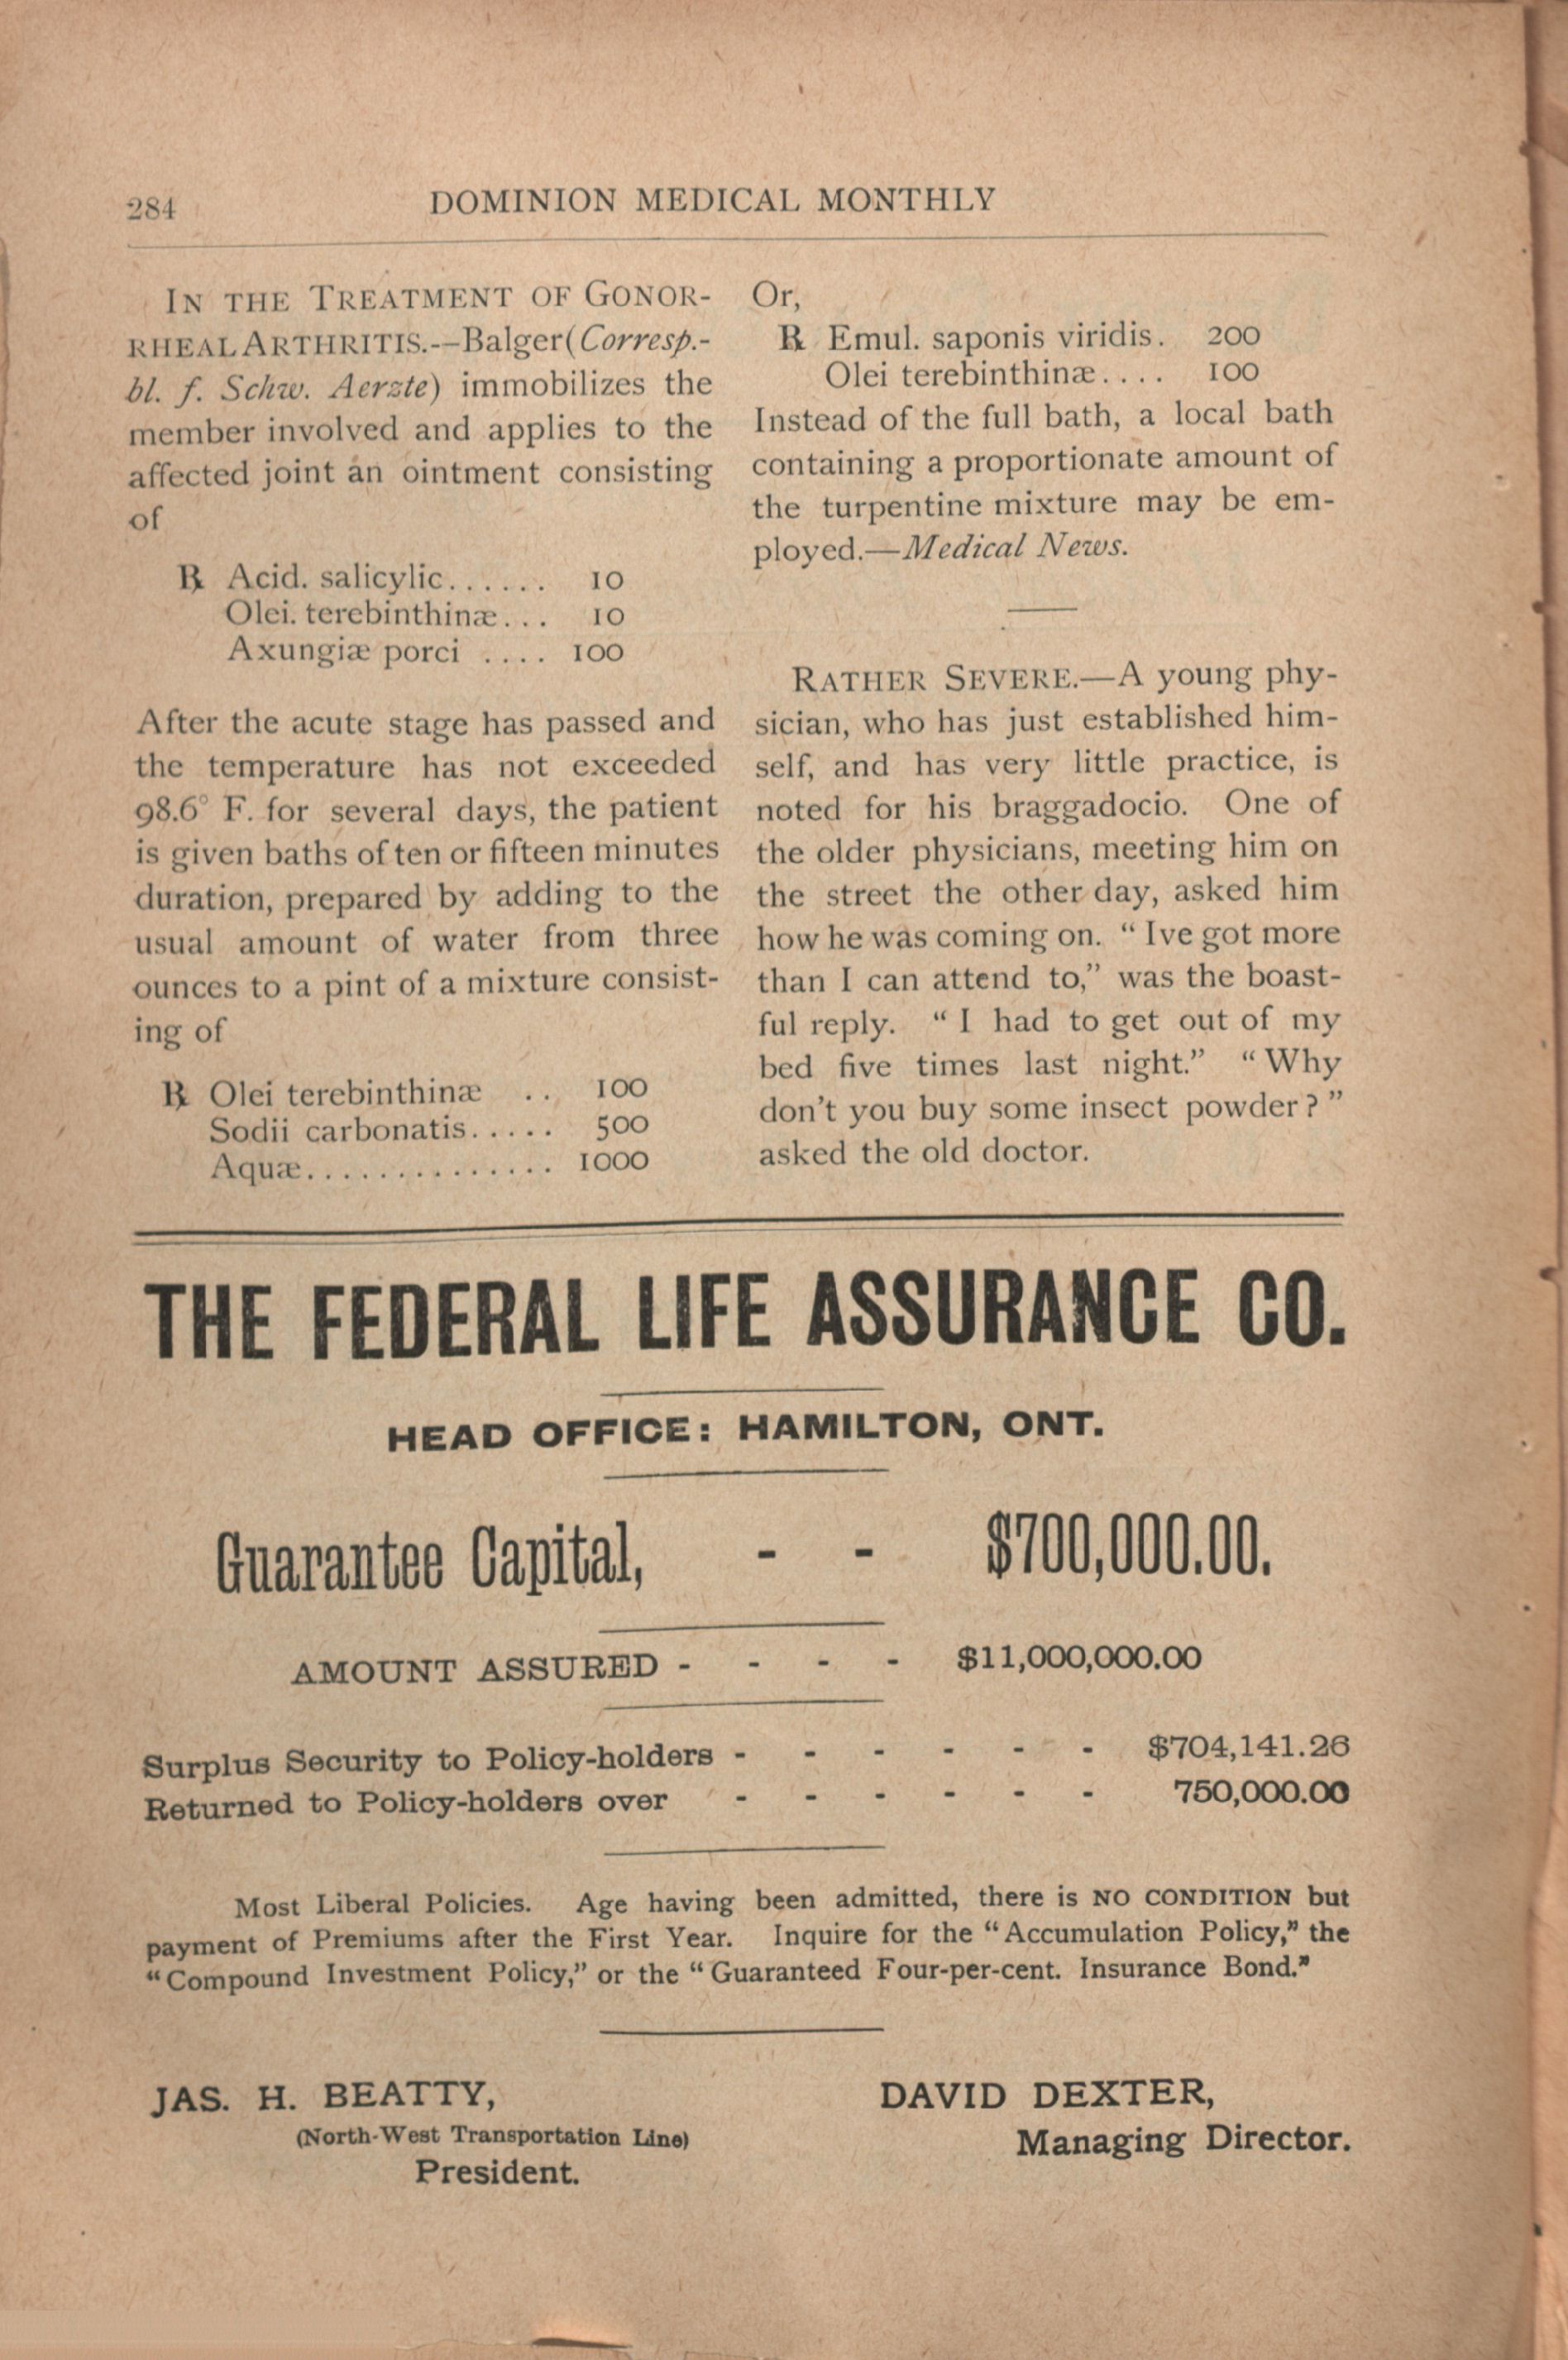 284
DOMINION MEDICAL MONTHLY
IN THE TREATMENT OF GONOR-
RHEAL ARTHRITIS.--Balger (Corresp.-
bl. f. Schw. Aerzte) immobilizes the
member involved and applies to the
affected joint an ointment consisting
of
℞ Acid. salicylic...... 10
Olei. terebinthinæ... 10
Axungiæ porci .... 100
After the acute stage has passed and
the temperature has not exceeded
98.6° F. for several days, the patient
is given baths of ten or fifteen minutes
duration, prepared by adding to the
usual amount of water from three
ounces to a pint of a mixture consist-
ing of
℞ Olei terebinthinæ .. 100
Sodii carbonatis..... 500
Aquæ.............. 1000
Or,
℞ Emul. saponis viridis. 200
Olei terebinthinæ.... 100
Instead of the full bath, a local bath
containing a proportionate amount of
the turpentine mixture may be em-
ployed.—Medical News.
RATHER SEVERE.—A young phy-
sician, who has just established him-
self, and has very little practice, is
noted for his braggadocio. One of
the older physicians, meeting him on
the street the other day, asked him
how he was coming on. “ Ive got more
than I can attend to,” was the boast-
ful reply. “ I had to get out of my
bed five times last night.” “ Why
don’t you buy some insect powder ? ”
asked the old doctor.
THE FEDERAL LIFE ASSURANCE CO.
HEAD OFFICE: HAMILTON, ONT.
Guarantee Capital, - - $700,000.00.
AMOUNT ASSURED - - - - $11,000,000.00
Surplus Security to Policy-holders - - - - - - $704,141.26
Returned to Policy-holders over - - - - - - 750,000.00
Most Liberal Policies. Age having been admitted, there is NO CONDITION but
payment of Premiums after the First Year. Inquire for the “Accumulation Policy,” the
“Compound Investment Policy,” or the “Guaranteed Four-per-cent. Insurance Bond.”
JAS. H. BEATTY,
(North-West Transportation Line)
President.
DAVID DEXTER,
Managing Director.